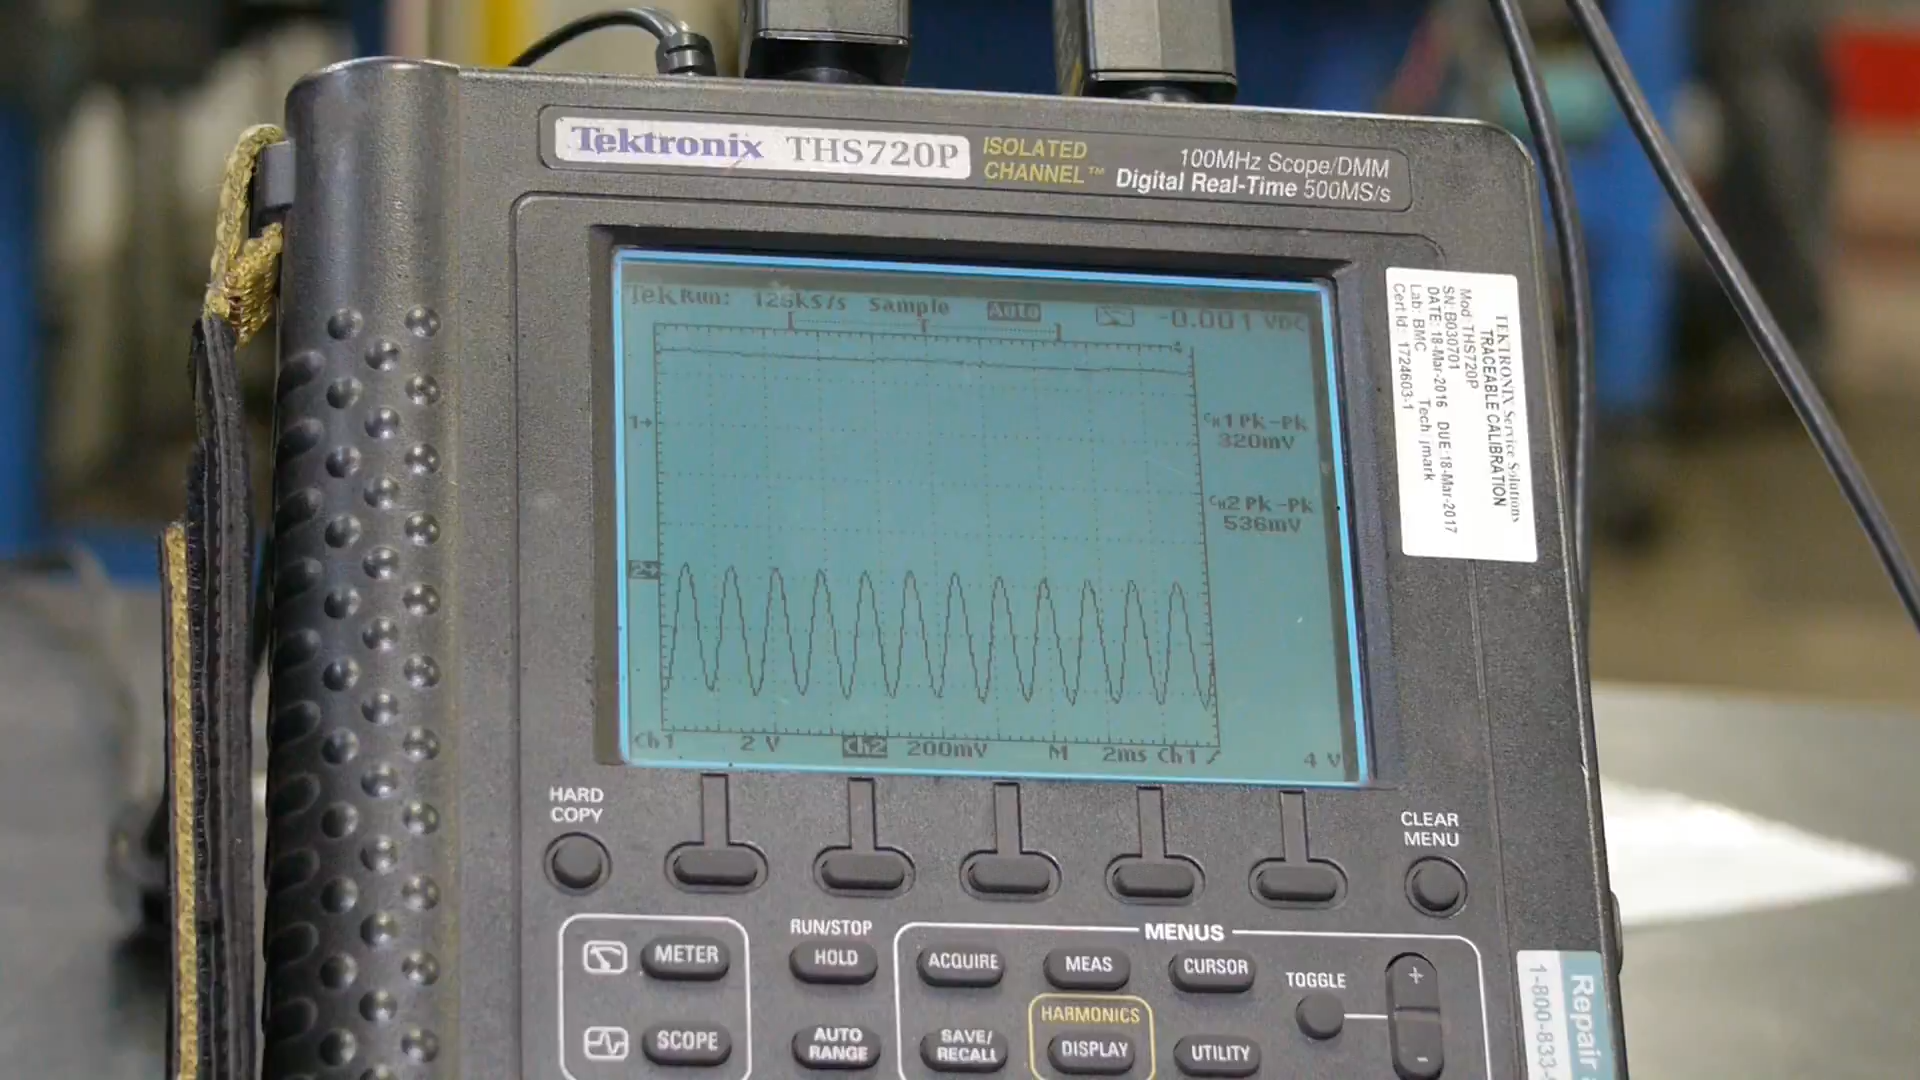 Tektronix THS720P
ISOLATED
CHANNEL™
100MHz Scope/DMM
Digital Real-Time 500MS/s
Tek Run: 125kS/s Sample Auto
-0.001 VDC
CH1 Pk-Pk
320mV
CH2 Pk-Pk
536mV
1
2
Ch1 2 V Ch2 200mV M 2ms Ch1 4 V
TEKTRONIX Service Solutions
TRACEABLE CALIBRATION
Mod: THS720P
SN: B030701
DATE: 18-Mar-2016 DUE: 18-Mar-2017
Lab: BMC Tech: jmark
Cert Id: 1724603-1
HARD
COPY
CLEAR
MENU
METER
RUN/STOP
HOLD
MENUS
ACQUIRE
MEAS
CURSOR
TOGGLE
+
-
SCOPE
AUTO
RANGE
SAVE/
RECALL
HARMONICS
DISPLAY
UTILITY
Repair
1-800-833-